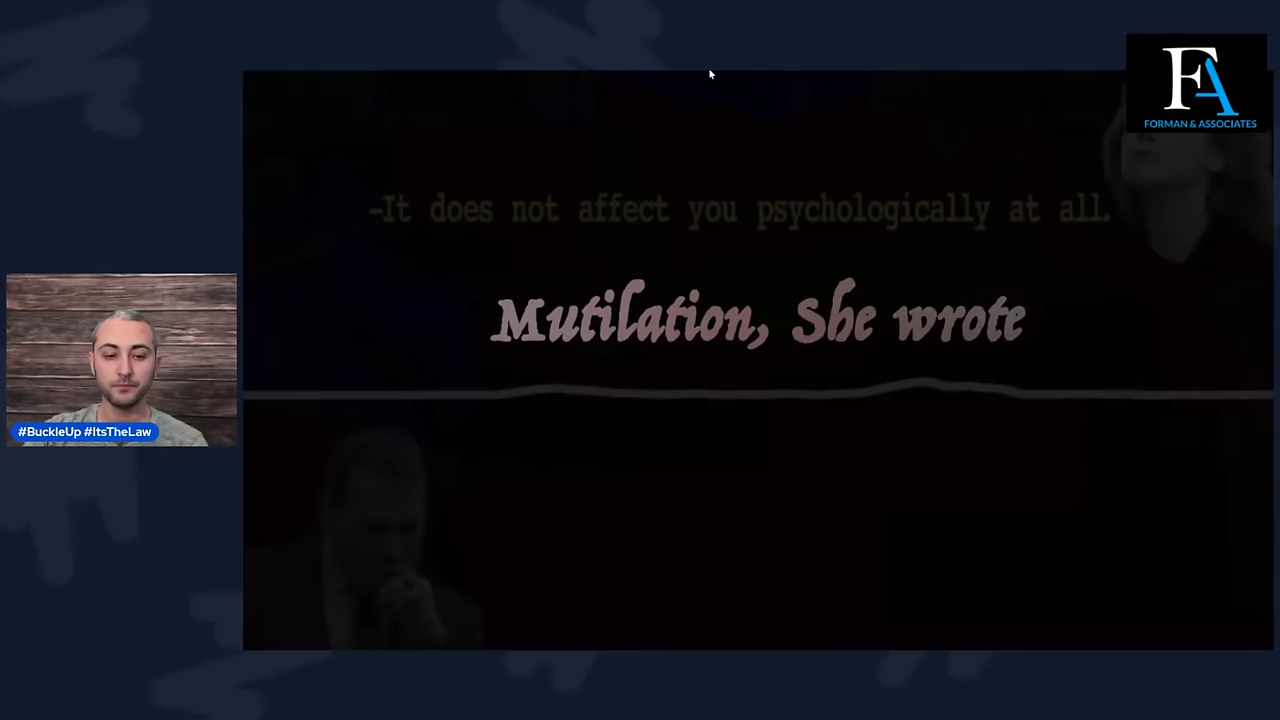 FA
FORMAN & ASSOCIATES
-It does not affect you psychologically at all.
Mutilation, She wrote
#BuckleUp #ItsTheLaw